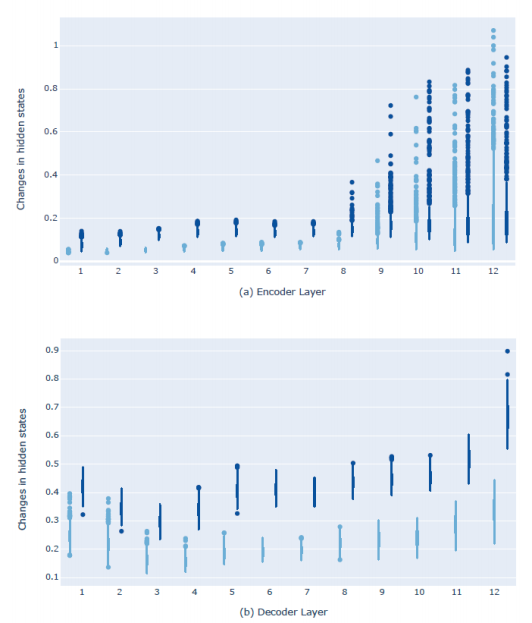 Changes in hidden states
1
0.8
0.6
0.4
0.2
0
1 2 3 4 5 6 7 8 9 10 11 12
(a) Encoder Layer
Changes in hidden states
0.9
0.8
0.7
0.6
0.5
0.4
0.3
0.2
0.1
1 2 3 4 5 6 7 8 9 10 11 12
(b) Decoder Layer